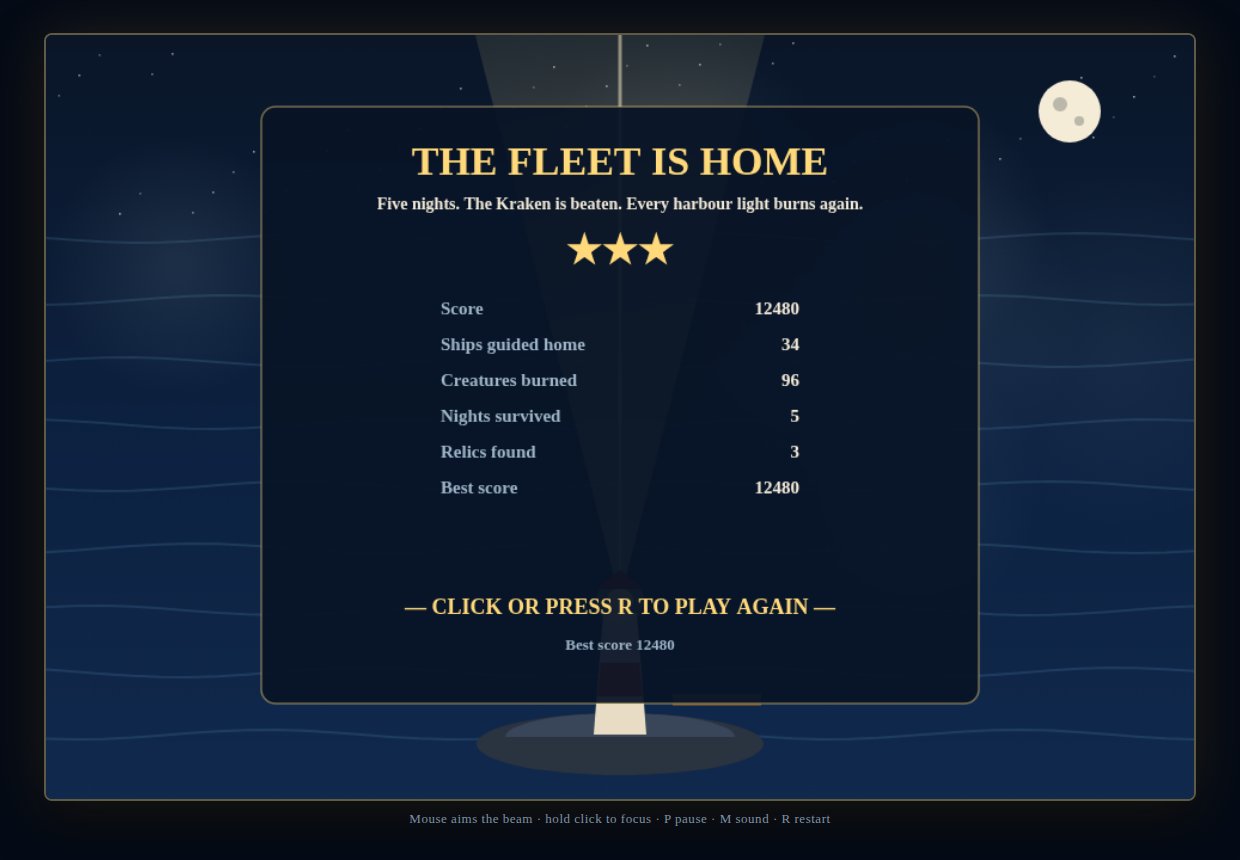 THE FLEET IS HOME
Five nights. The Kraken is beaten. Every harbour light burns again.
Score 12480
Ships guided home 34
Creatures burned 96
Nights survived 5
Relics found 3
Best score 12480
— CLICK OR PRESS R TO PLAY AGAIN —
Best score 12480
Mouse aims the beam · hold click to focus · P pause · M sound · R restart